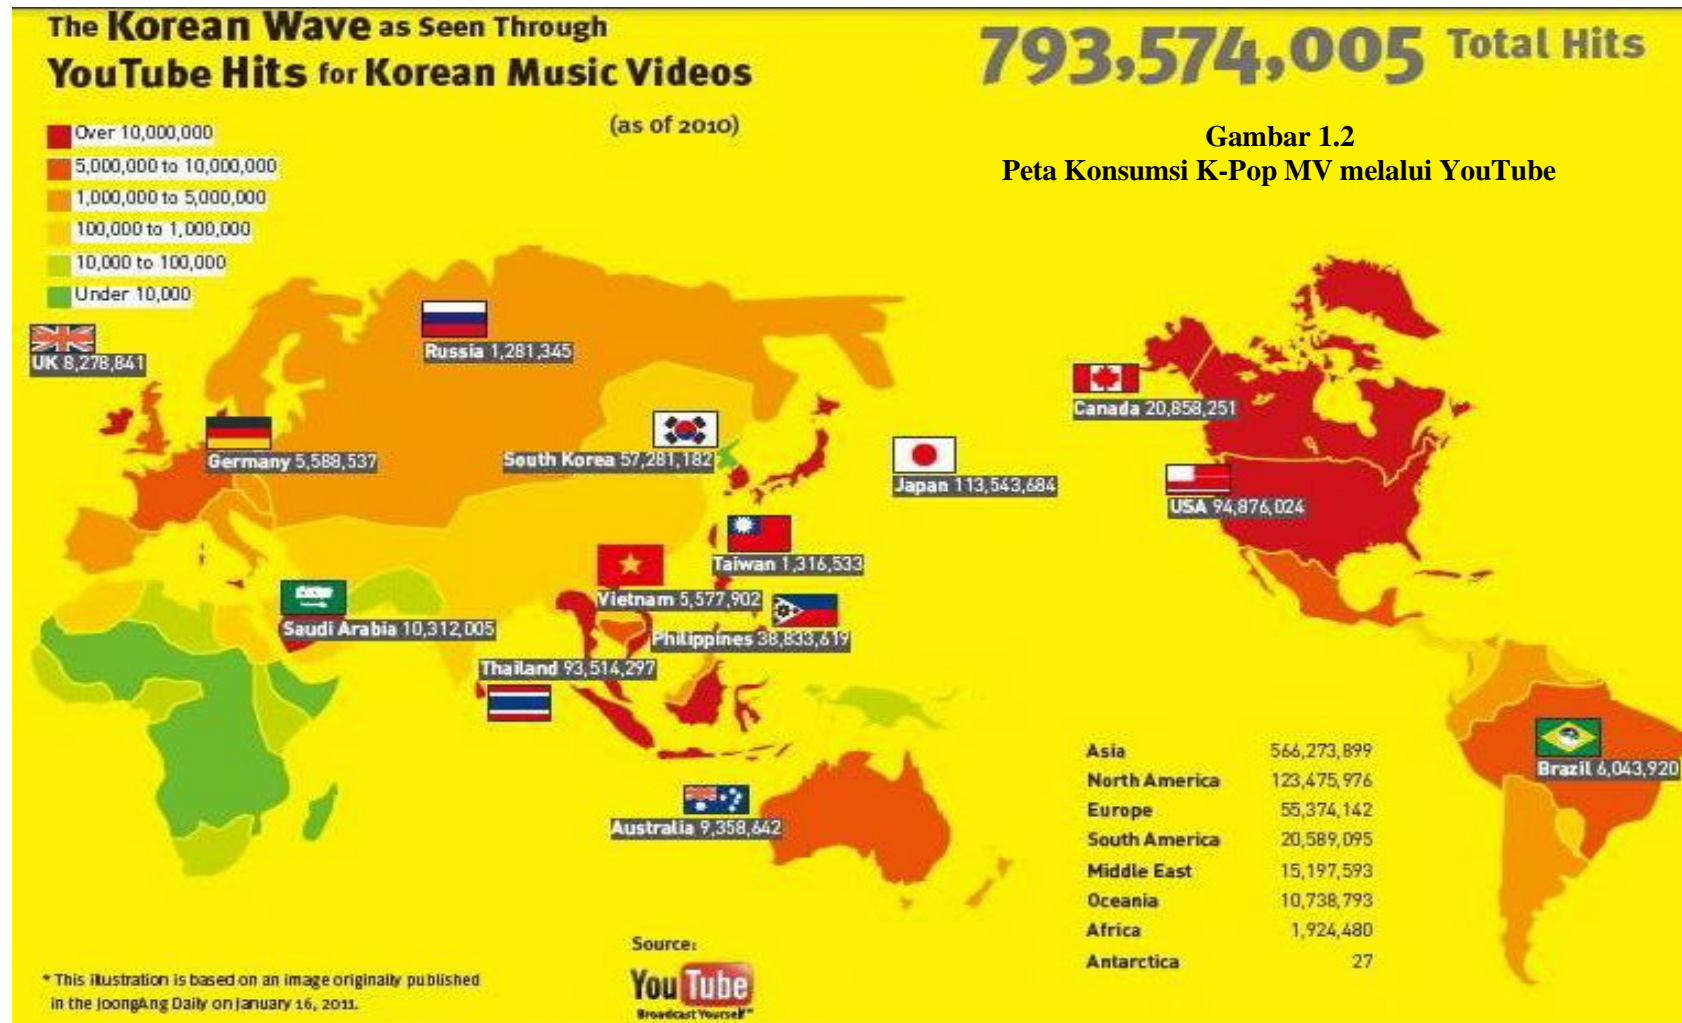 The Korean Wave as Seen Through
YouTube Hits for Korean Music Videos
(as of 2010)
793,574,005 Total Hits
Gambar 1.2
Peta Konsumsi K-Pop MV melalui YouTube
Over 10,000,000
5,000,000 to 10,000,000
1,000,000 to 5,000,000
100,000 to 1,000,000
10,000 to 100,000
Under 10,000
UK 8,278,841
Russia 1,281,345
Germany 5,588,537
South Korea 57,281,182
Japan 113,543,684
Canada 20,858,251
USA 94,876,024
Taiwan 1,316,533
Vietnam 5,577,902
Philippines 38,833,619
Saudi Arabia 10,312,005
Thailand 93,514,297
Australia 9,358,642
Brazil 6,043,920
Asia 566,273,899
North America 123,475,976
Europe 55,374,142
South America 20,589,095
Middle East 15,197,593
Oceania 10,738,793
Africa 1,924,480
Antarctica 27
* This illustration is based on an image originally published
in the JoongAng Daily on January 16, 2011.
Source:
YouTube
Broadcast Yourself™